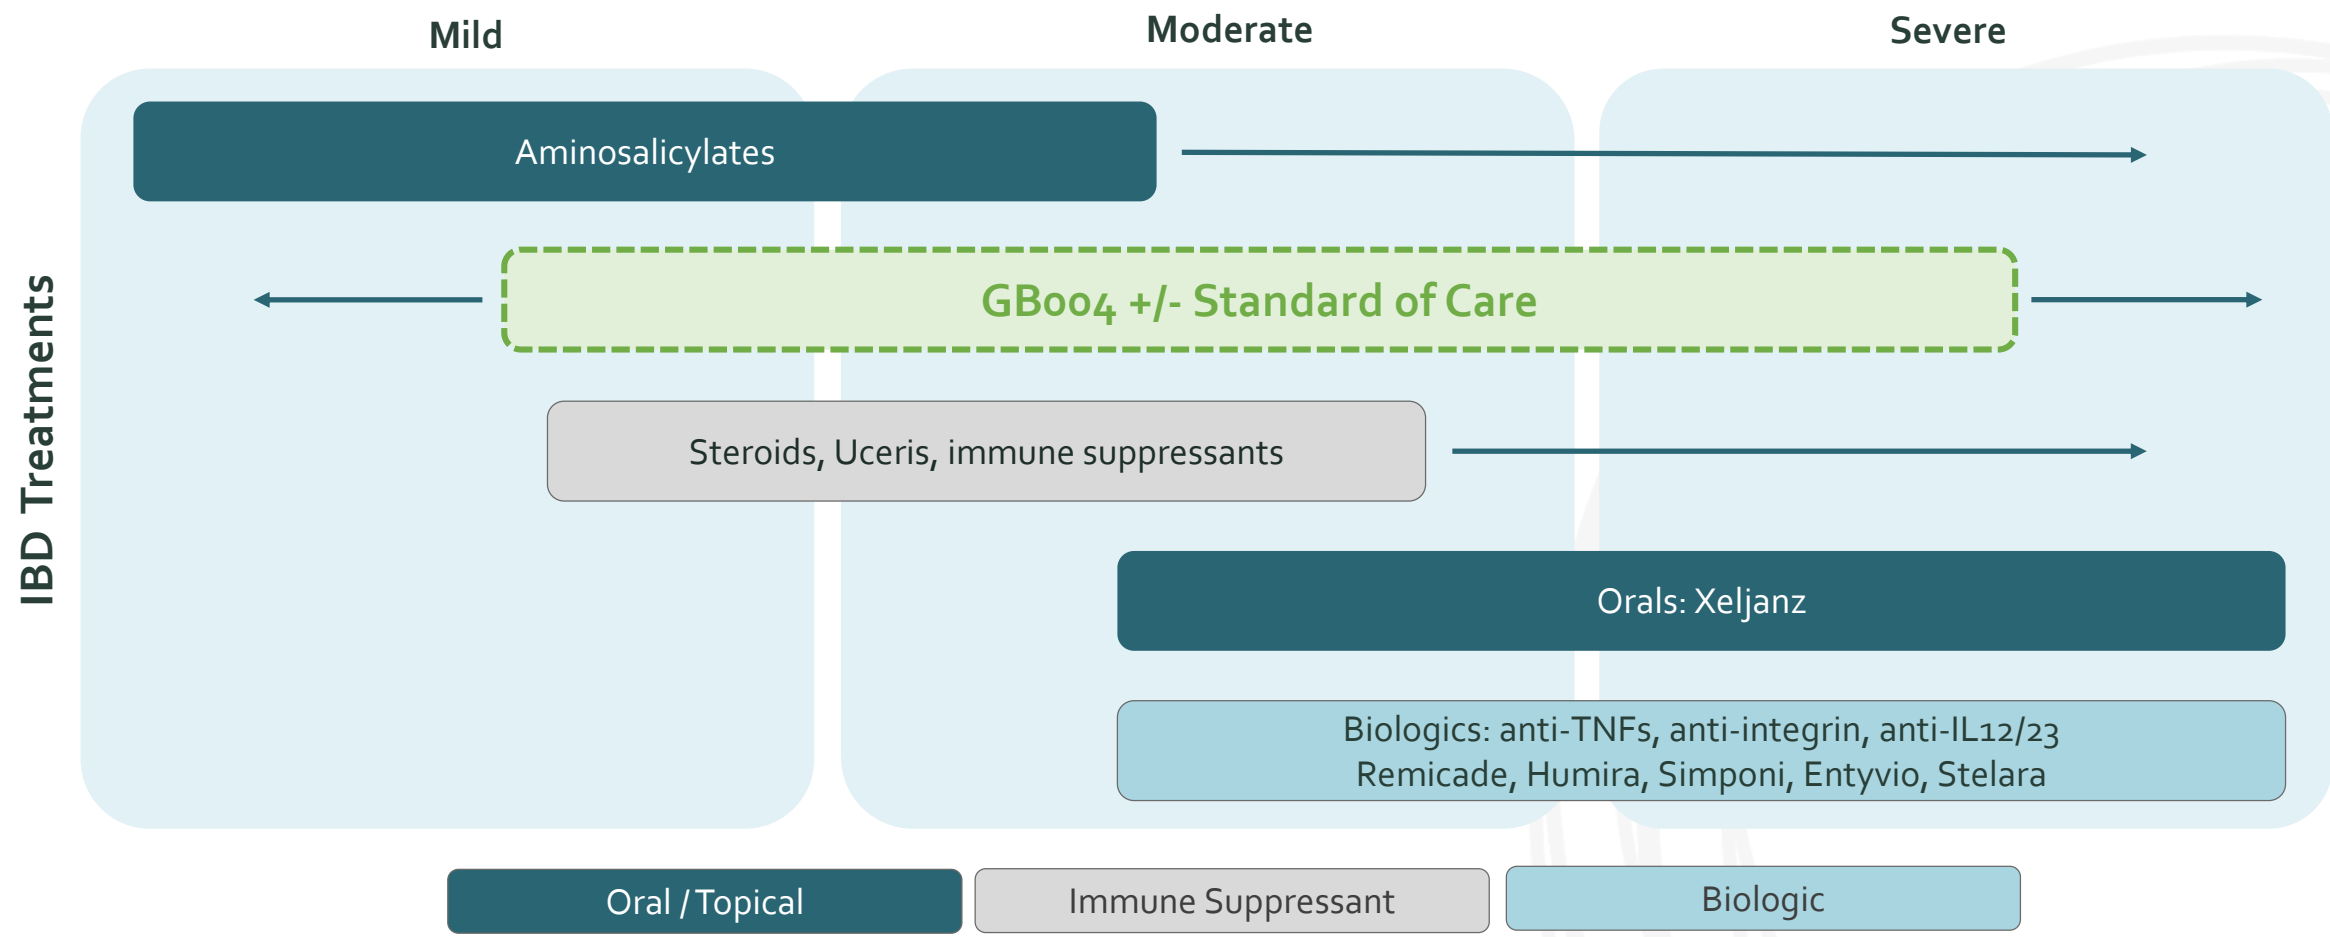 Mild
Moderate
Severe
IBD Treatments
Aminosalicylates
GB004 +/- Standard of Care
Steroids, Uceris, immune suppressants
Orals: Xeljanz
Biologics: anti-TNFs, anti-integrin, anti-IL12/23
Remicade, Humira, Simponi, Entyvio, Stelara
Oral / Topical
Immune Suppressant
Biologic